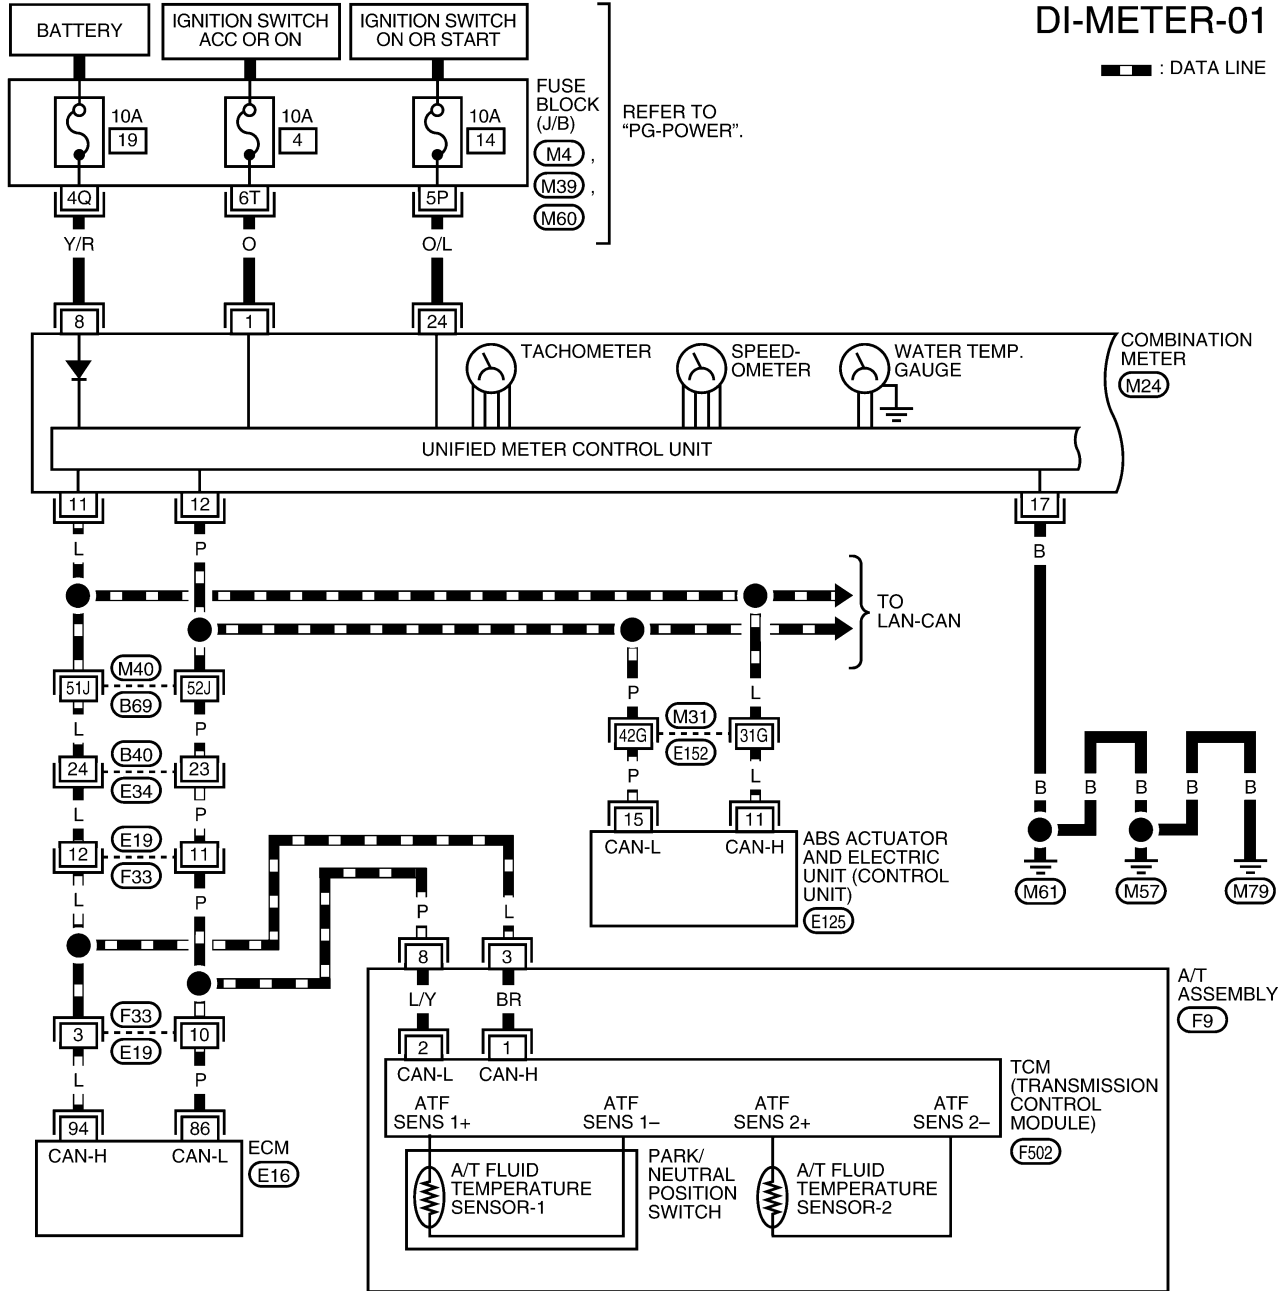 DI-METER-01
: DATA LINE
BATTERY
IGNITION SWITCH
ACC OR ON
IGNITION SWITCH
ON OR START
10A
19
10A
4
10A
14
FUSE
BLOCK
(J/B)
M4 ,
M39 ,
M60
REFER TO
“PG-POWER”.
4Q
6T
5P
Y/R
O
O/L
8
1
24
TACHOMETER
SPEED-
OMETER
WATER TEMP.
GAUGE
COMBINATION
METER
M24
UNIFIED METER CONTROL UNIT
11
12
17
L
P
B
TO
LAN-CAN
51J
M40
B69
52J
P
L
42G
M31
E152
31G
L
P
P
L
24
B40
E34
23
B
B
B
B
B
L
P
15
11
CAN-L
CAN-H
ABS ACTUATOR
AND ELECTRIC
UNIT (CONTROL
UNIT)
E125
12
E19
F33
11
M61
M57
M79
L
P
P
L
8
3
A/T
ASSEMBLY
F9
L/Y
BR
3
F33
E19
10
2
1
CAN-L
CAN-H
TCM
(TRANSMISSION
CONTROL
MODULE)
F502
L
P
ATF
SENS 1+
ATF
SENS 1–
ATF
SENS 2+
ATF
SENS 2–
94
86
CAN-H
CAN-L
ECM
E16
A/T FLUID
TEMPERATURE
SENSOR-1
PARK/
NEUTRAL
POSITION
SWITCH
A/T FLUID
TEMPERATURE
SENSOR-2